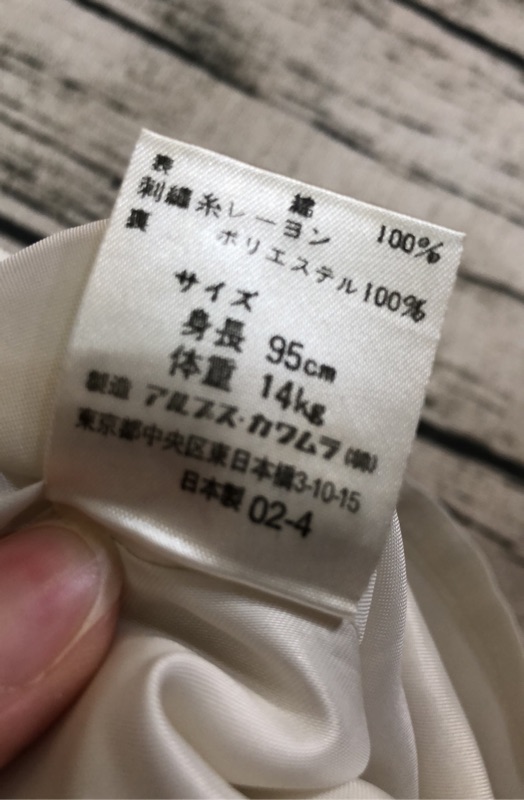 表 綿 100%
刺繍糸レーヨン
裏 ポリエステル100%
サイズ
身長 95cm
体重 14kg
製造 アルプス・カワムラ(株)
東京都中央区東日本橋3-10-15
日本製 02-4